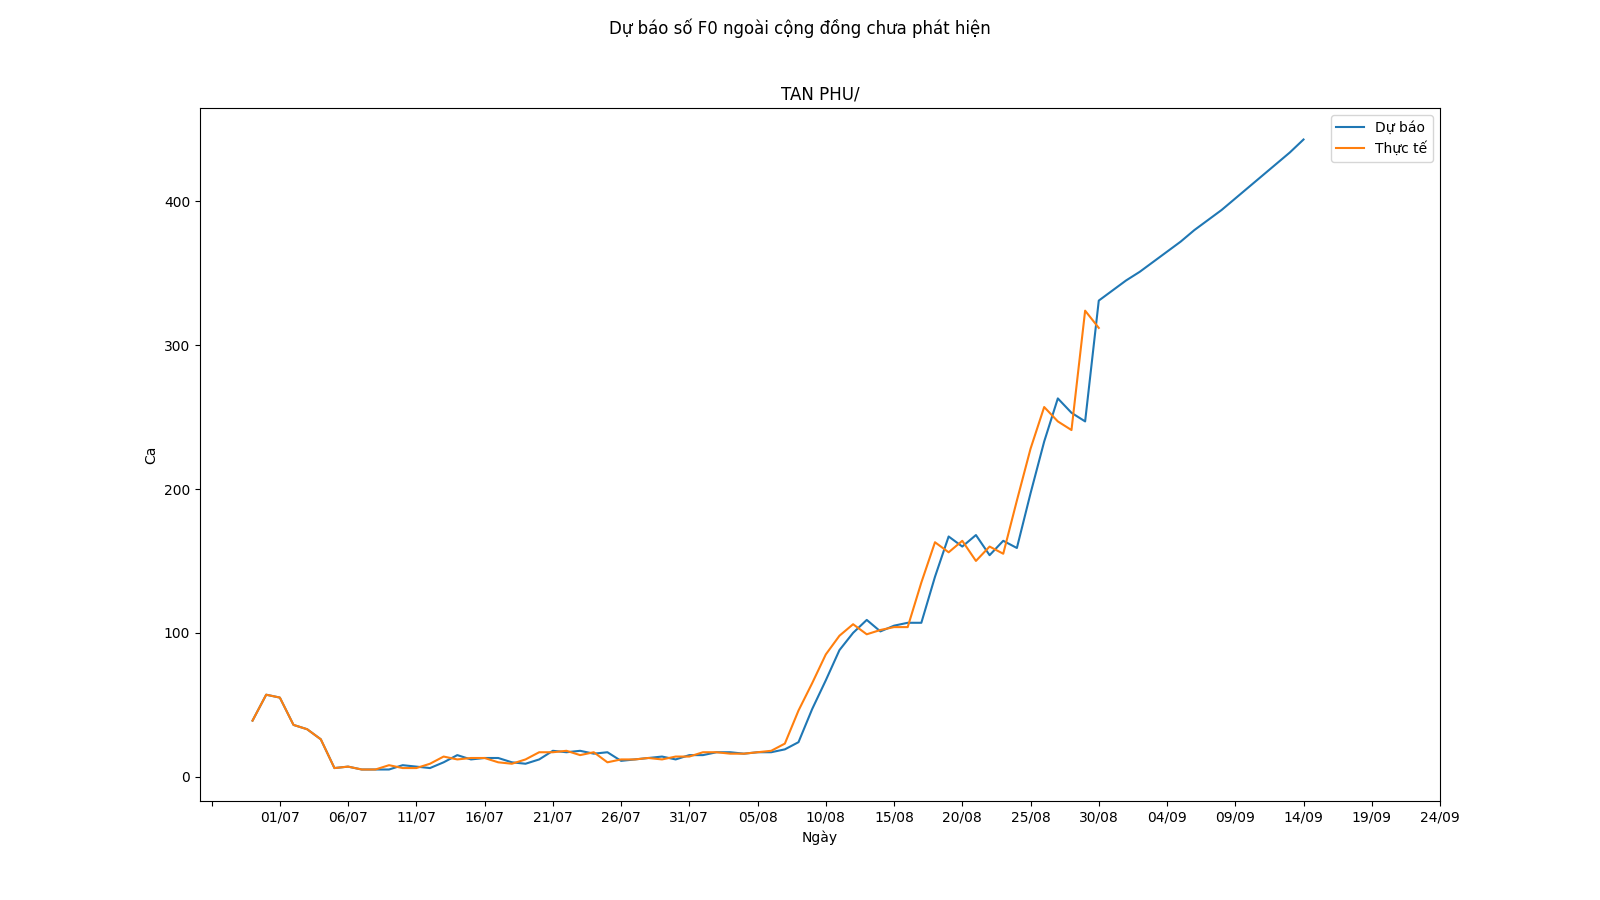 Dự báo số F0 ngoài cộng đồng chưa phát hiện
TAN PHU/
Dự báo
Thực tế
400
300
200
100
0
Ca
01/07 06/07 11/07 16/07 21/07 26/07 31/07 05/08 10/08 15/08 20/08 25/08 30/08 04/09 09/09 14/09 19/09 24/09
Ngày